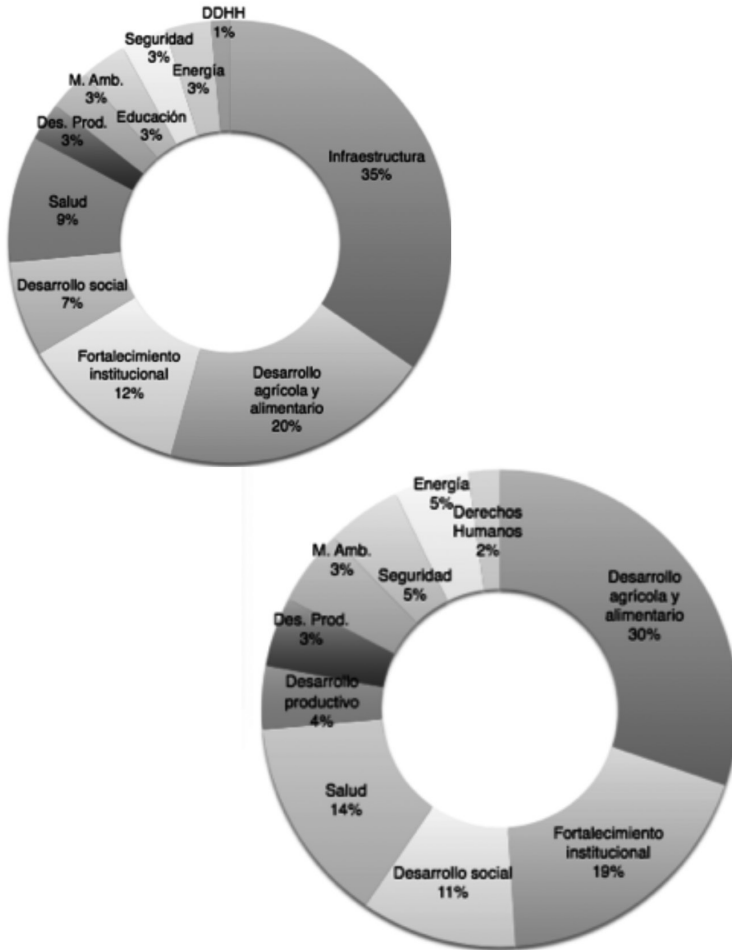 DDHH
1%
Seguridad
3%
Energía
3%
M. Amb.
3%
Educación
3%
Des. Prod.
3%
Infraestructura
35%
Salud
9%
Desarrollo social
7%
Fortalecimiento
institucional
12%
Desarrollo
agrícola y
alimentario
20%
Energía
5%
Derechos
Humanos
2%
M. Amb.
3%
Seguridad
5%
Desarrollo
agrícola y
alimentario
30%
Des. Prod.
3%
Desarrollo
productivo
4%
Salud
14%
Fortalecimiento
institucional
19%
Desarrollo social
11%